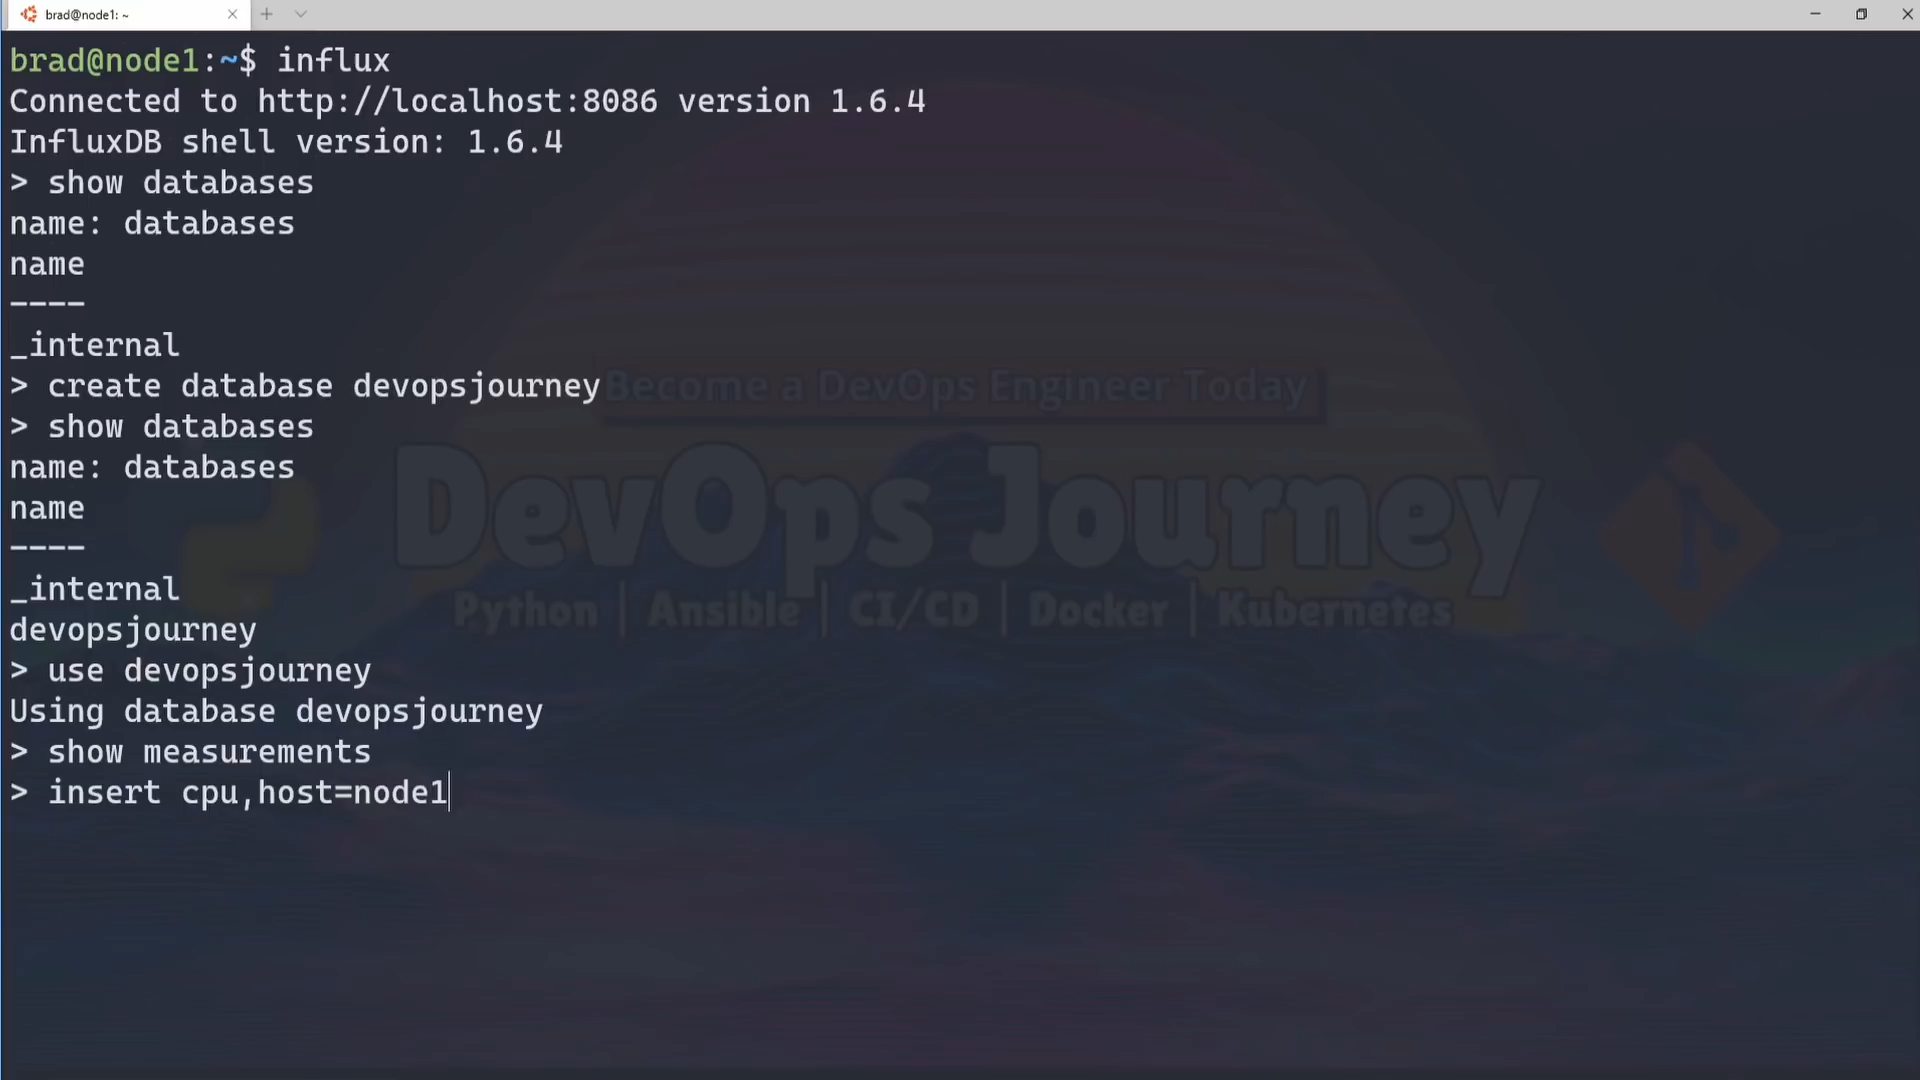 brad@node1: ~
brad@node1:~$ influx
Connected to http://localhost:8086 version 1.6.4
InfluxDB shell version: 1.6.4
> show databases
name: databases
name
----
_internal
> create database devopsjourney
Become a DevOps Engineer Today
> show databases
name: databases
name
----
DevOps Journey
_internal
Python | Ansible | CI/CD | Docker | Kubernetes
devopsjourney
> use devopsjourney
Using database devopsjourney
> show measurements
> insert cpu,host=node1